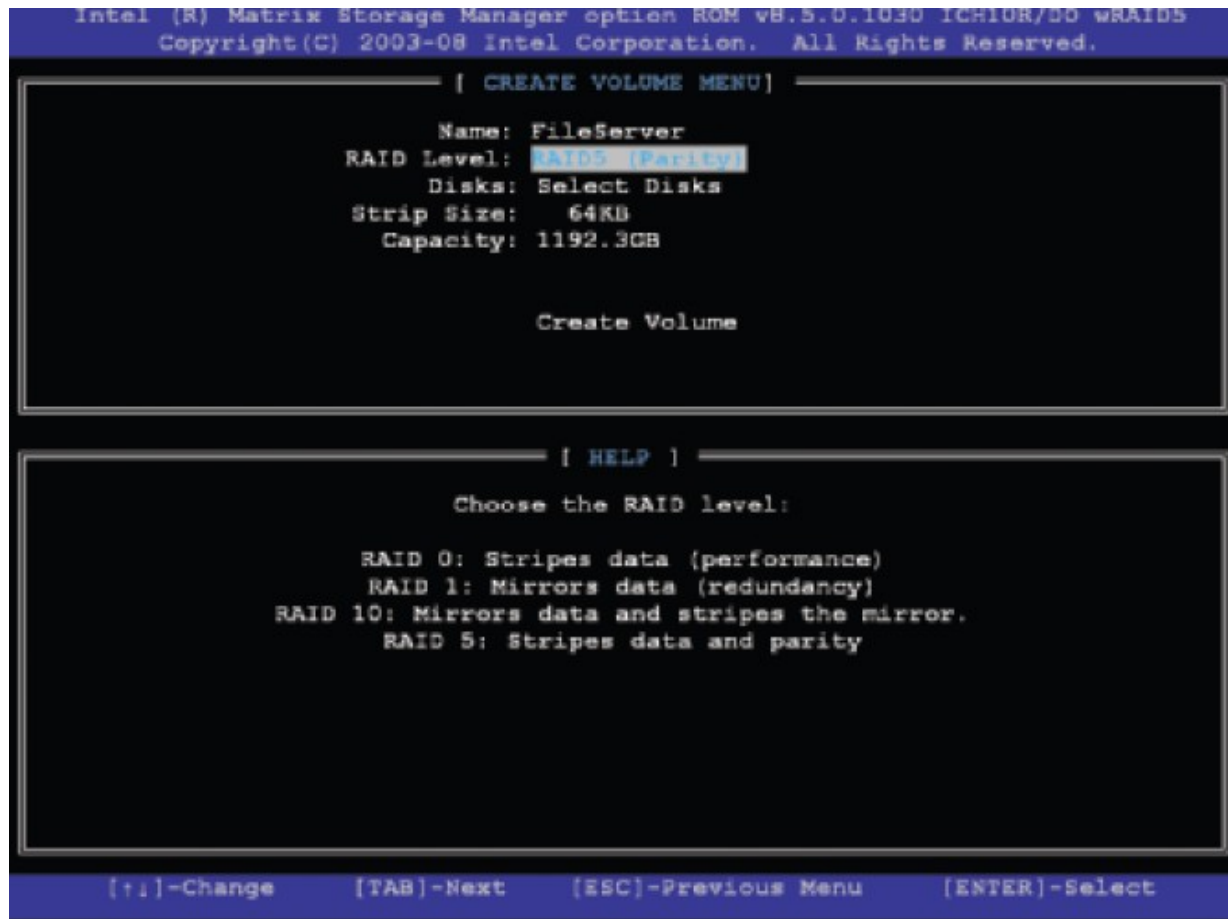 Intel (R) Matrix Storage Manager option ROM v8.5.0.1030 ICH10R/DO wRAID5
Copyright(C) 2003-08 Intel Corporation. All Rights Reserved.
[ CREATE VOLUME MENU]
Name: FileServer
RAID Level: RAID5 (Parity)
Disks: Select Disks
Strip Size: 64KB
Capacity: 1192.3GB
Create Volume
[ HELP ]
Choose the RAID level:
RAID 0: Stripes data (performance)
RAID 1: Mirrors data (redundancy)
RAID 10: Mirrors data and stripes the mirror.
RAID 5: Stripes data and parity
[↑↓]-Change [TAB]-Next [ESC]-Previous Menu [ENTER]-Select